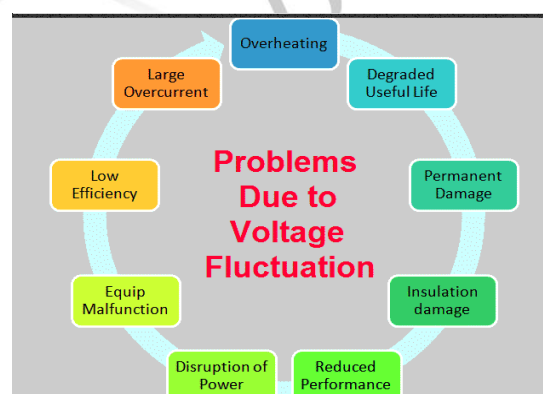 Overheating
Degraded
Useful Life
Permanent
Damage
Insulation
damage
Reduced
Performance
Disruption of
Power
Equip
Malfunction
Low
Efficiency
Large
Overcurrent
Problems
Due to
Voltage
Fluctuation